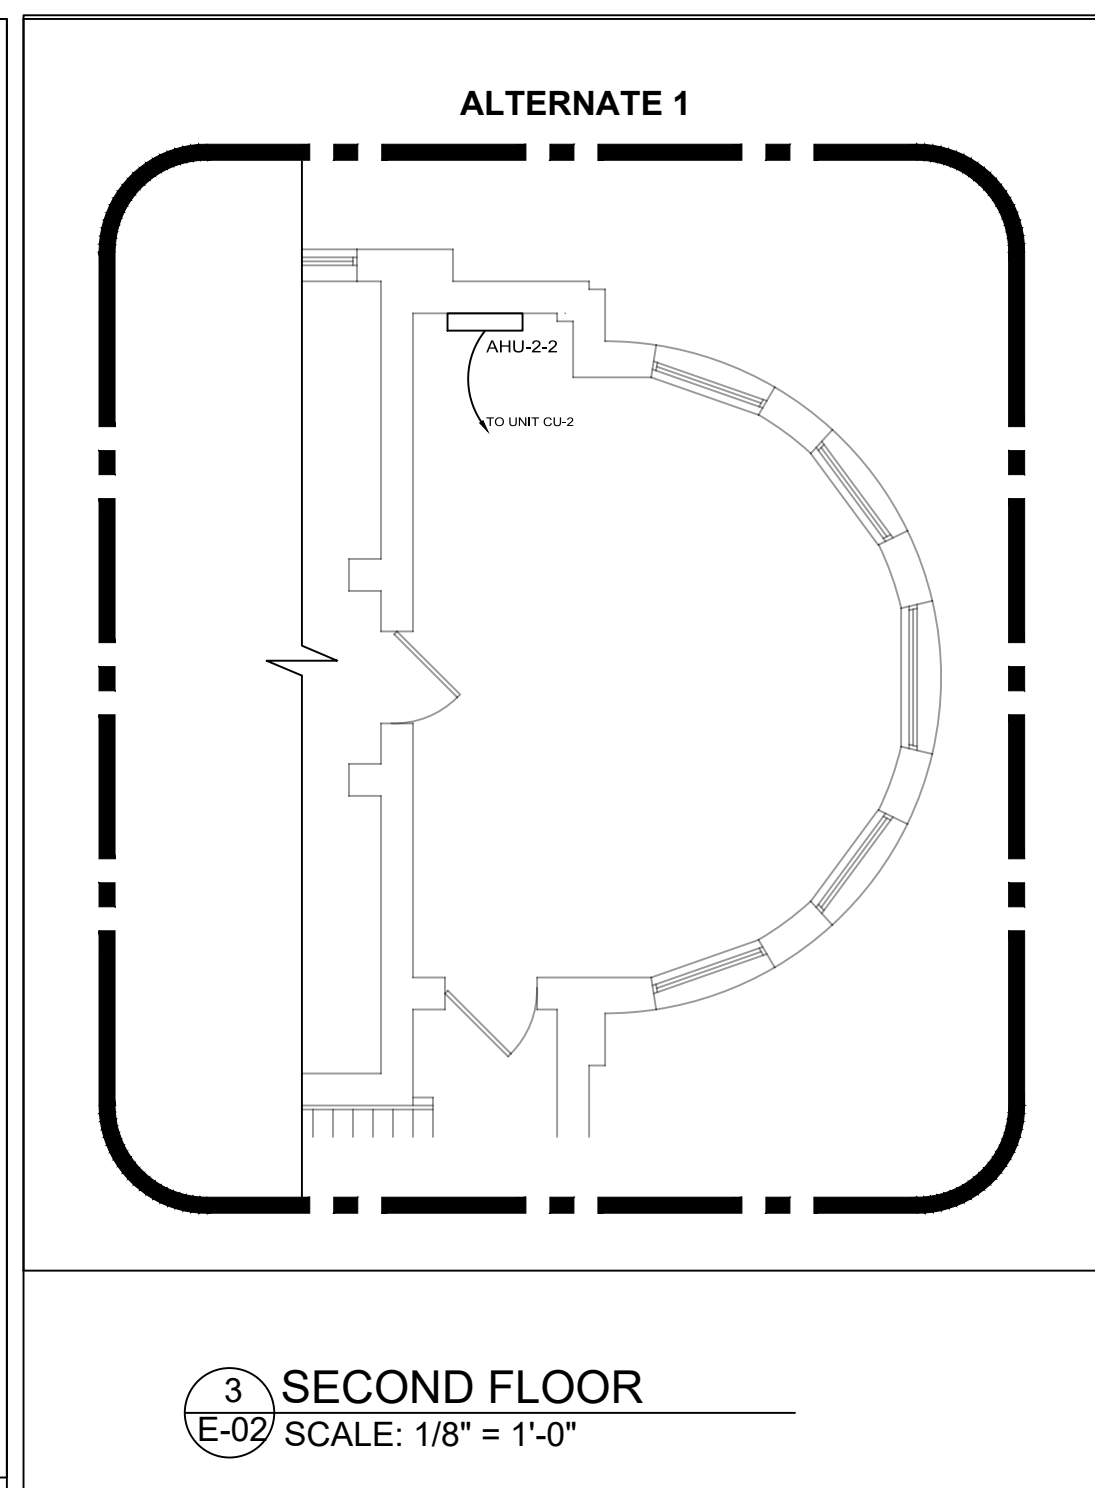 ALTERNATE 1
AHU-2-2
TO UNIT CU-2
3
E-02
SECOND FLOOR
SCALE: 1/8" = 1'-0"